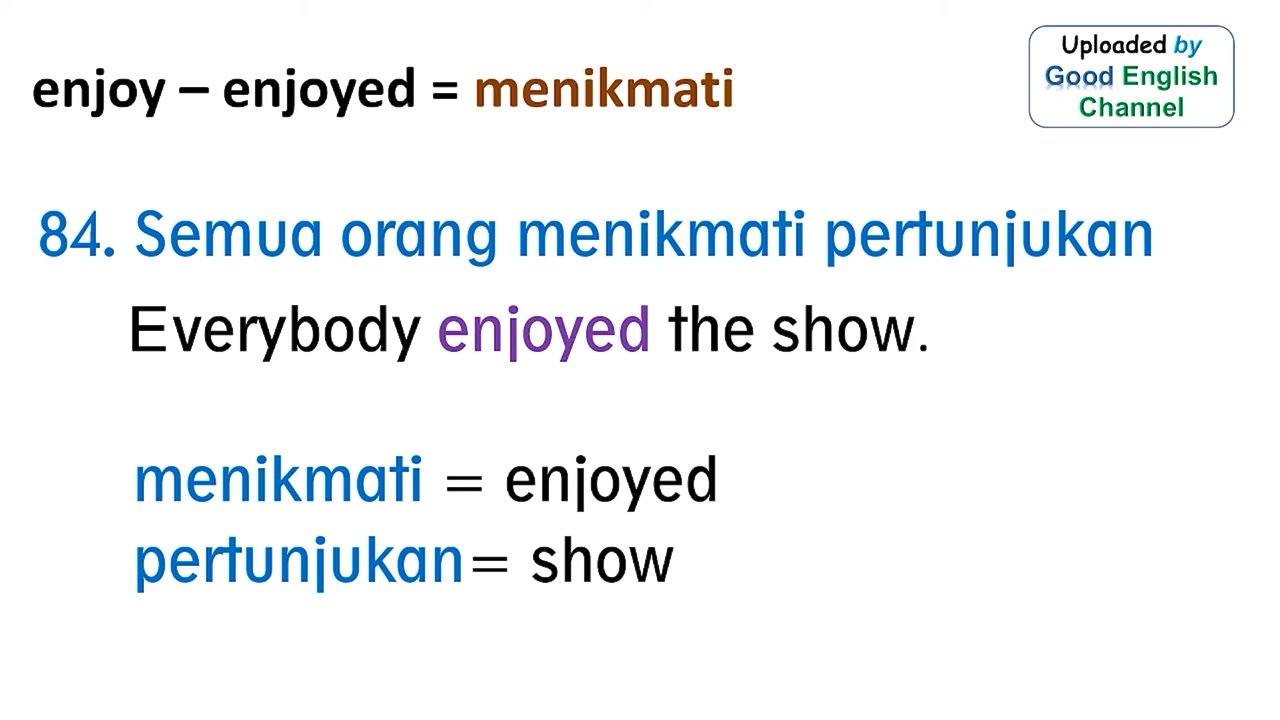 enjoy – enjoyed = menikmati
Uploaded by
Good English
Channel
84. Semua orang menikmati pertunjukan
Everybody enjoyed the show.
menikmati = enjoyed
pertunjukan= show